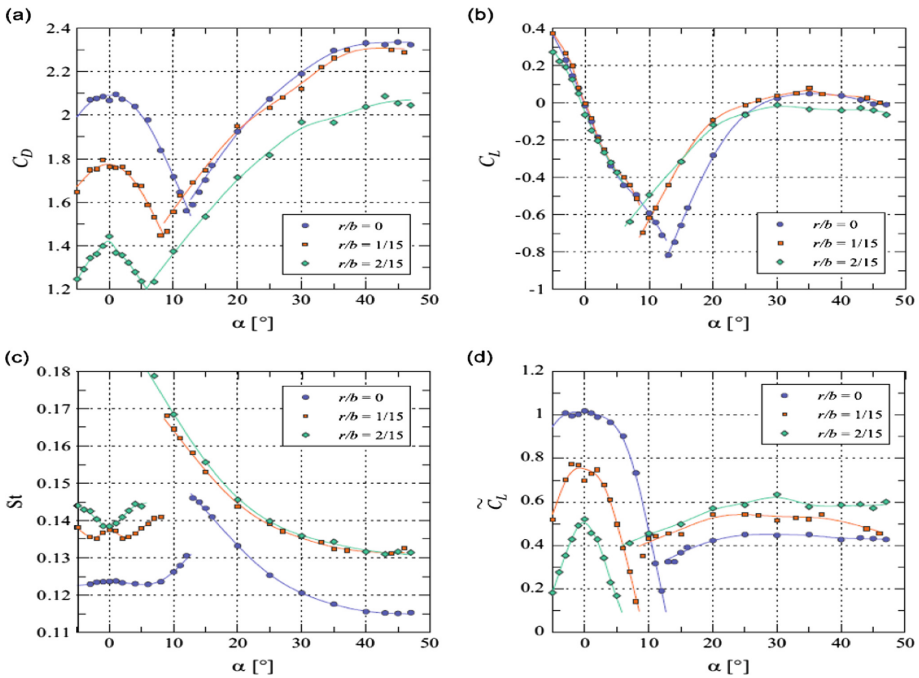 (a)
2.4
2.2
2.0
1.8
1.6
1.4
1.2
C_D
r/b = 0
r/b = 1/15
r/b = 2/15
0 10 20 30 40 50
α [°]
(b)
0.4
0.2
0
-0.2
-0.4
-0.6
-0.8
-1
C_L
r/b = 0
r/b = 1/15
r/b = 2/15
0 10 20 30 40 50
α [°]
(c)
0.18
0.17
0.16
0.15
0.14
0.13
0.12
0.11
St
r/b = 0
r/b = 1/15
r/b = 2/15
0 10 20 30 40 50
α [°]
(d)
1.2
1
0.8
0.6
0.4
0.2
0
C̃_L
r/b = 0
r/b = 1/15
r/b = 2/15
0 10 20 30 40 50
α [°]